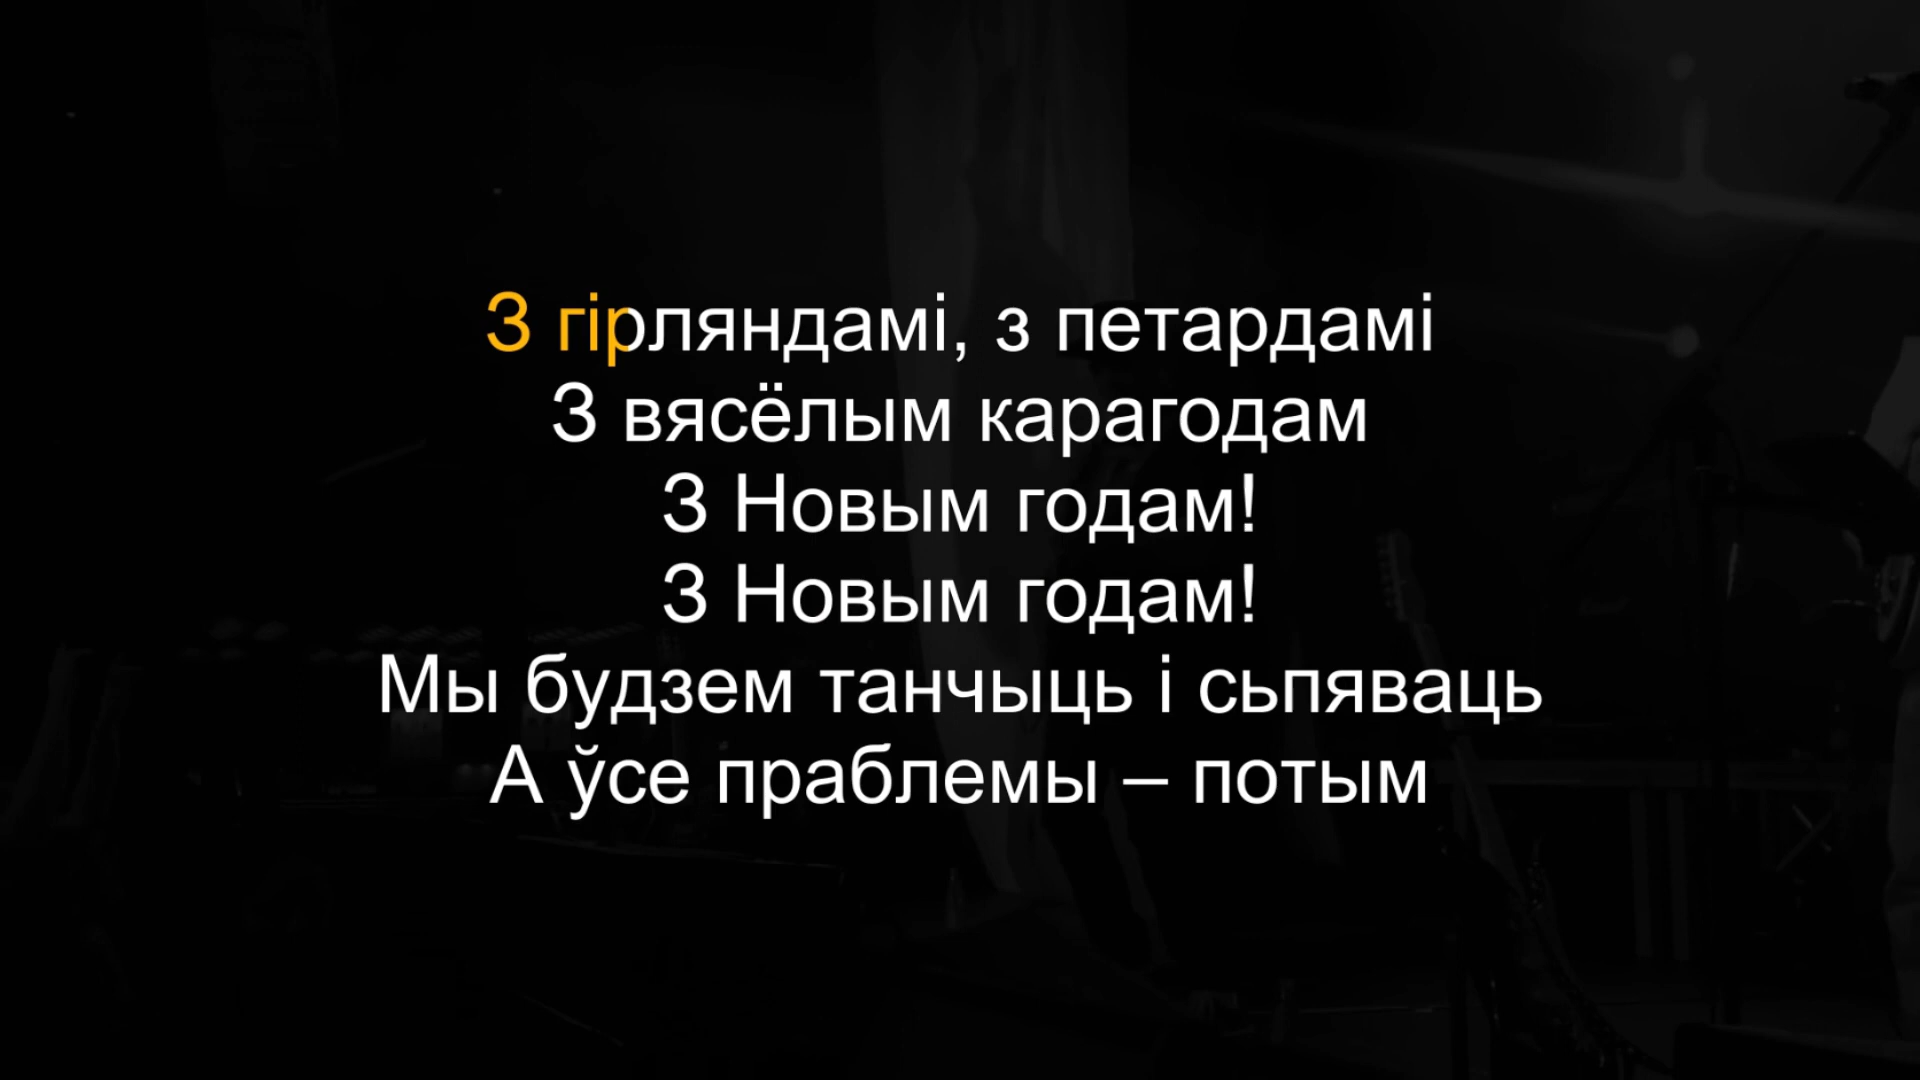 З гірляндамі, з петардамі
З вясёлым карагодам
З Новым годам!
З Новым годам!
Мы будзем танчыць і сьпяваць
А ўсе праблемы – потым